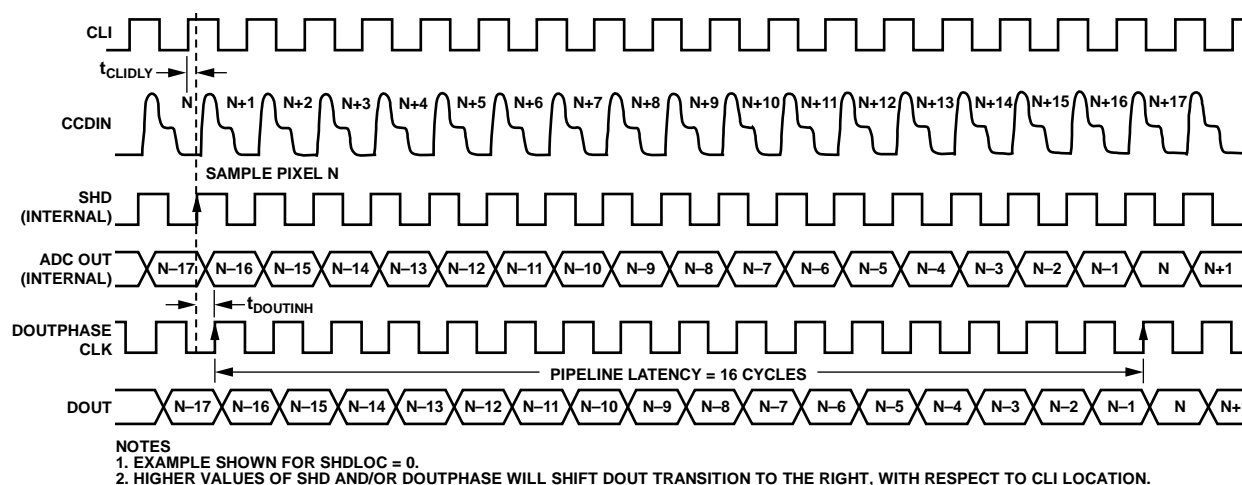 CLI
tCLIDLY
N N+1 N+2 N+3 N+4 N+5 N+6 N+7 N+8 N+9 N+10 N+11 N+12 N+13 N+14 N+15 N+16 N+17
CCDIN
SAMPLE PIXEL N
SHD
(INTERNAL)
ADC OUT
(INTERNAL)
N–17 N–16 N–15 N–14 N–13 N–12 N–11 N–10 N–9 N–8 N–7 N–6 N–5 N–4 N–3 N–2 N–1 N N+1
tDOUTINH
DOUTPHASE
CLK
PIPELINE LATENCY = 16 CYCLES
DOUT
N–17 N–16 N–15 N–14 N–13 N–12 N–11 N–10 N–9 N–8 N–7 N–6 N–5 N–4 N–3 N–2 N–1 N
NOTES
1. EXAMPLE SHOWN FOR SHDLOC = 0.
2. HIGHER VALUES OF SHD AND/OR DOUTPHASE WILL SHIFT DOUT TRANSITION TO THE RIGHT, WITH RESPECT TO CLI LOCATION.